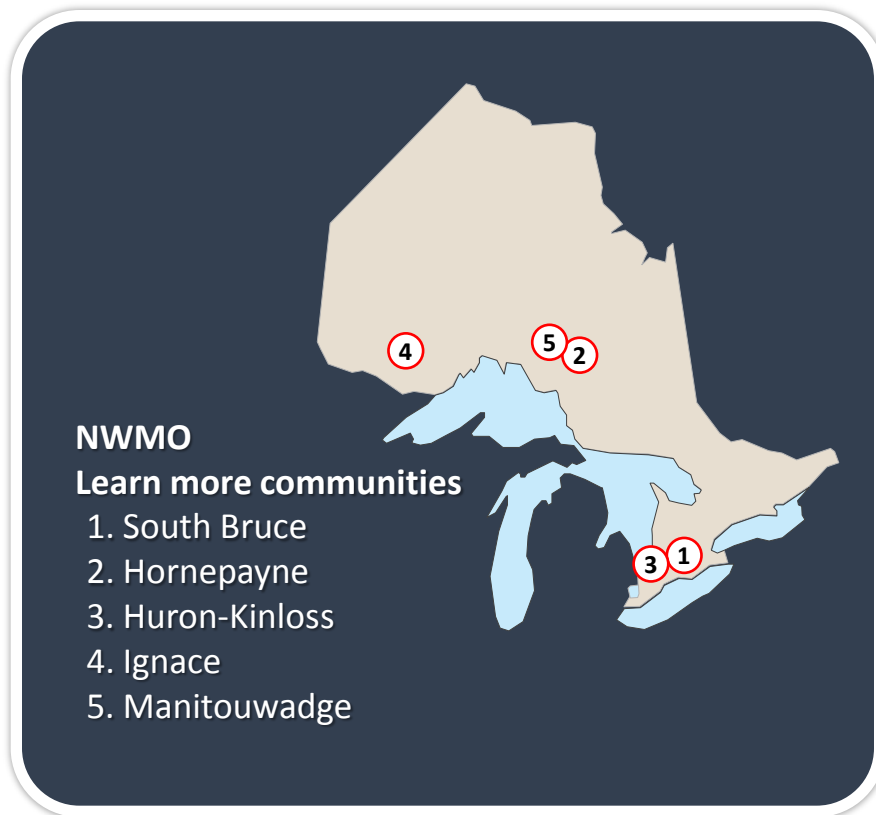 4
5
2
NWMO
Learn more communities
1. South Bruce
2. Hornepayne
3. Huron-Kinloss
4. Ignace
5. Manitouwadge
3
1